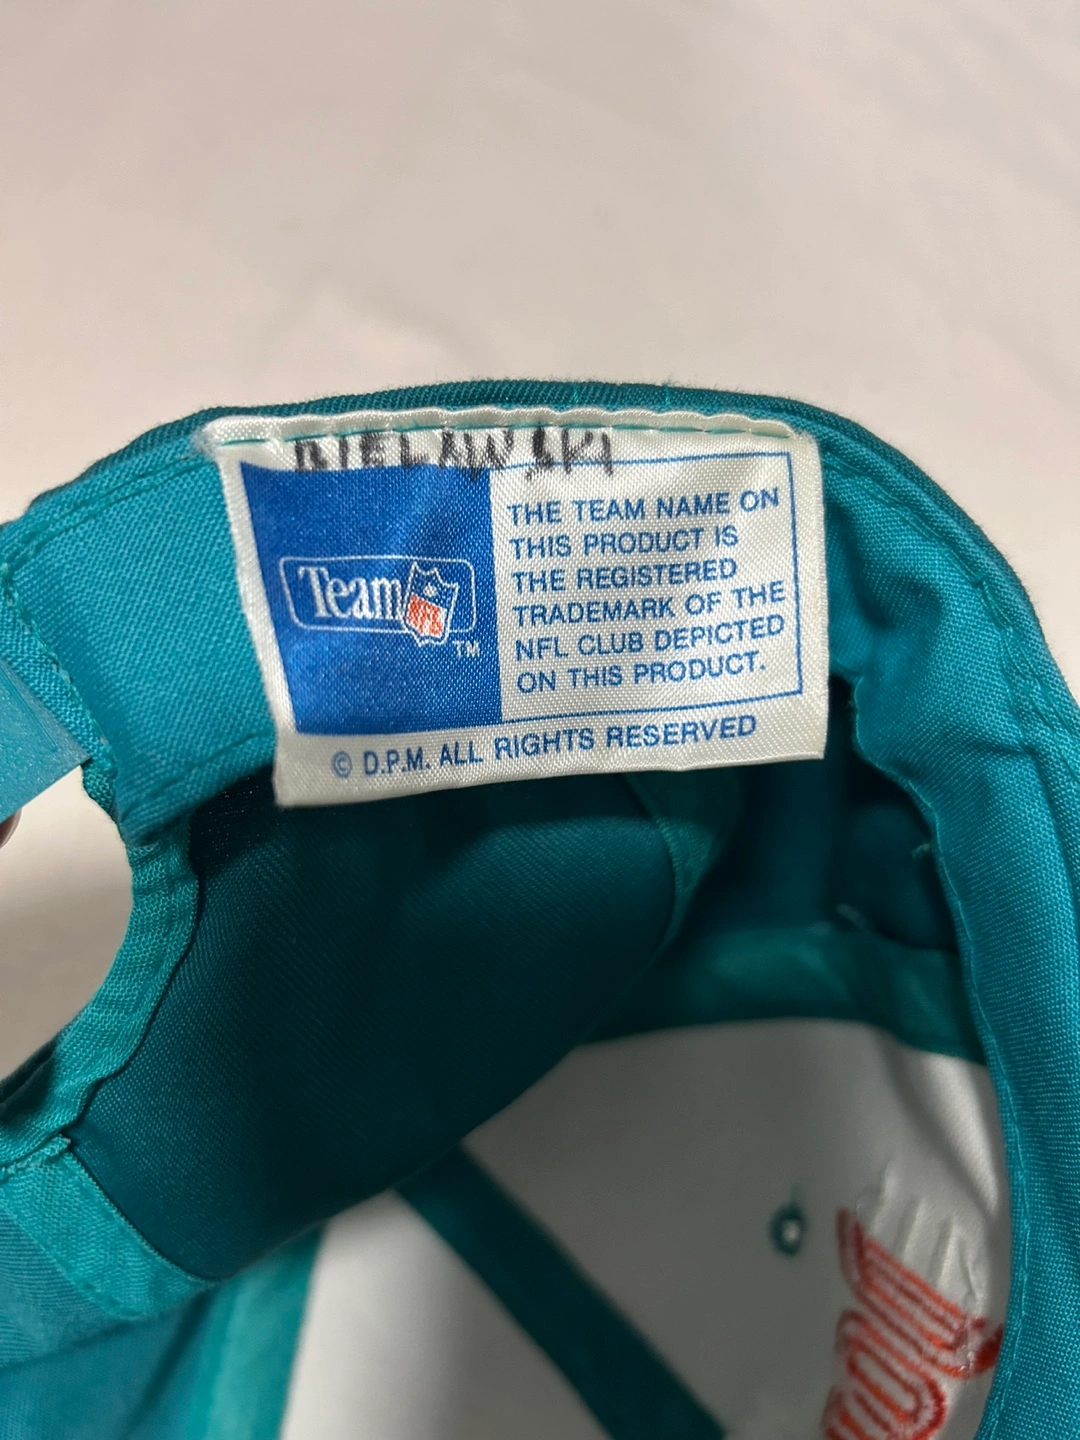 BIELAWSKI
Team NFL TM
THE TEAM NAME ON
THIS PRODUCT IS
THE REGISTERED
TRADEMARK OF THE
NFL CLUB DEPICTED
ON THIS PRODUCT.
© D.P.M. ALL RIGHTS RESERVED